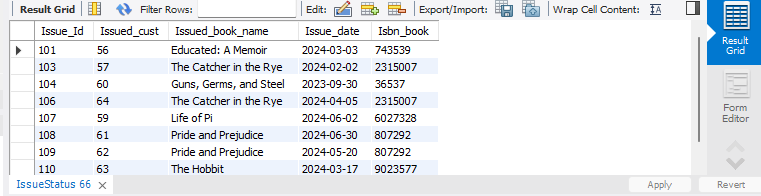 Result Grid Filter Rows: Edit: Export/Import: Wrap Cell Content: IA
Issue_Id Issued_cust Issued_book_name Issue_date Isbn_book
101 56 Educated: A Memoir 2024-03-03 743539
103 57 The Catcher in the Rye 2024-02-02 2315007
104 60 Guns, Germs, and Steel 2023-09-30 36537
106 64 The Catcher in the Rye 2024-04-05 2315007
107 59 Life of Pi 2024-06-02 6027328
108 61 Pride and Prejudice 2024-06-30 807292
109 62 Pride and Prejudice 2024-05-20 807292
110 63 The Hobbit 2024-03-17 9023577
Result
Grid
Form
Editor
IssueStatus 66 Apply Revert